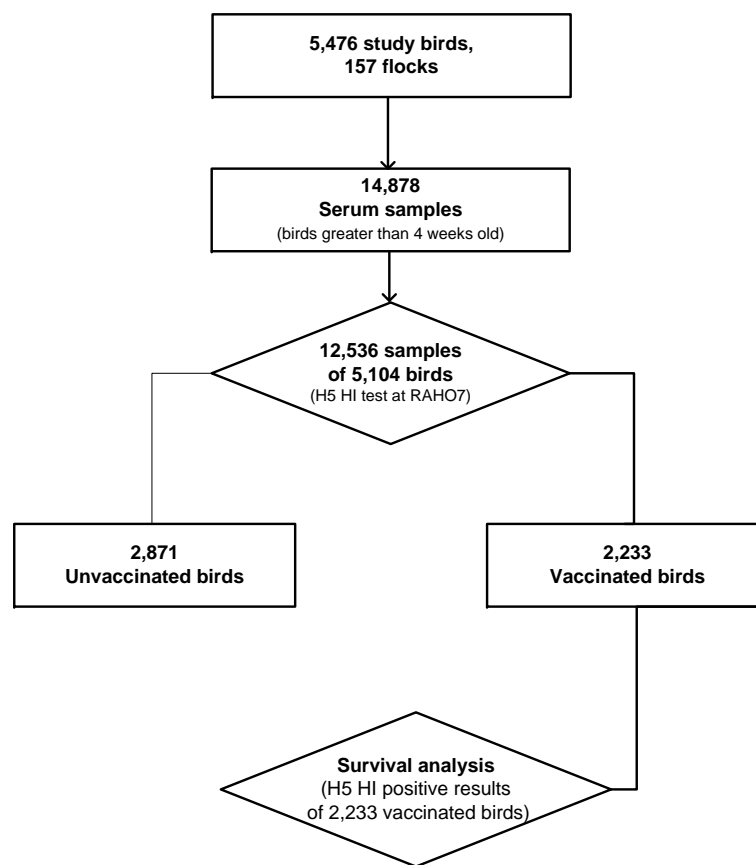 5,476 study birds,
157 flocks
14,878
Serum samples
(birds greater than 4 weeks old)
12,536 samples
of 5,104 birds
(H5 HI test at RAHO7)
2,871
Unvaccinated birds
2,233
Vaccinated birds
Survival analysis
(H5 HI positive results
of 2,233 vaccinated birds)